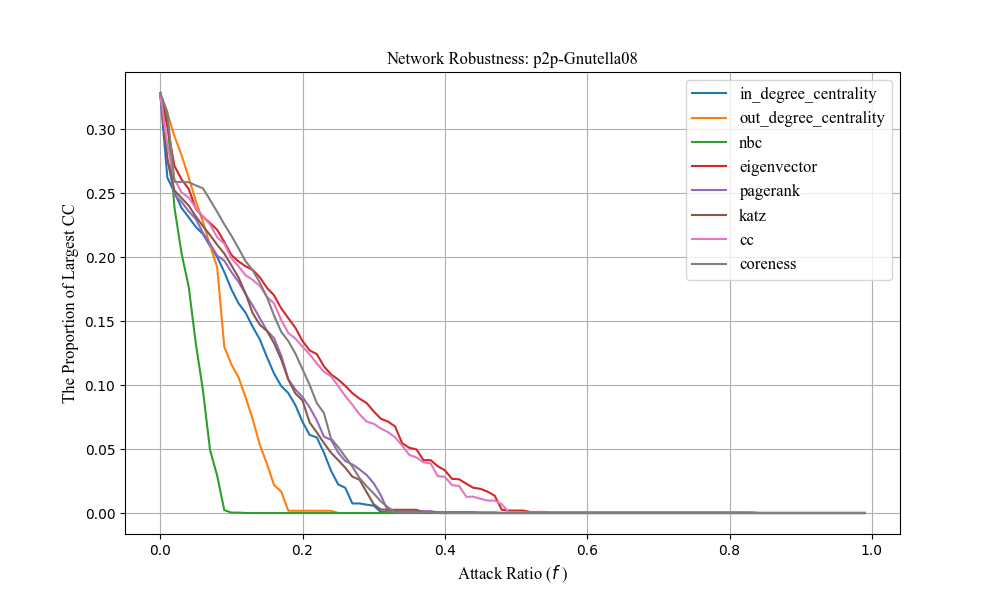 Network Robustness: p2p-Gnutella08
The Proportion of Largest CC
0.30
0.25
0.20
0.15
0.10
0.05
0.00
in_degree_centrality
out_degree_centrality
nbc
eigenvector
pagerank
katz
cc
coreness
0.0 0.2 0.4 0.6 0.8 1.0
Attack Ratio (f)